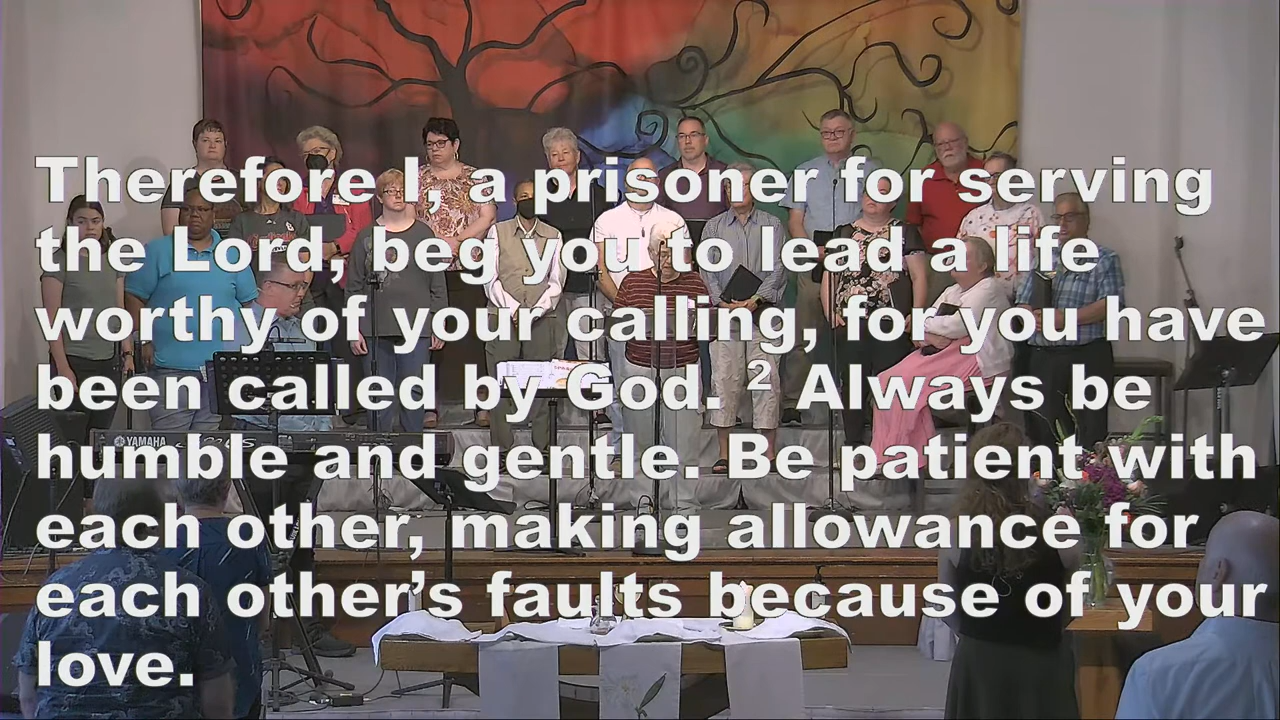 Therefore I, a prisoner for serving
the Lord, beg you to lead a life
worthy of your calling, for you have
been called by God. ² Always be
humble and gentle. Be patient with
each other, making allowance for
each other’s faults because of your
love.
YAMAHA